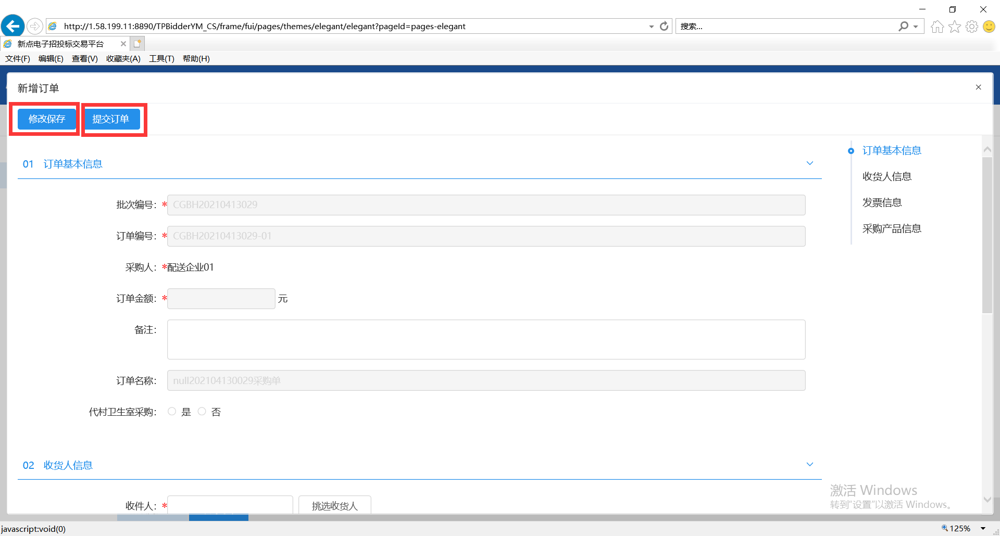 http://1.58.199.11:8890/TPBidderYM_CS/frame/fui/pages/themes/elegant/elegant?pageId=pages-elegant
搜索...
新点电子招投标交易平台
文件(F) 编辑(E) 查看(V) 收藏夹(A) 工具(T) 帮助(H)
新增订单
修改保存 提交订单
01 订单基本信息
批次编号: *CGBH20210413029
订单编号: *CGBH20210413029-01
采购人: *配送企业01
订单金额: * 元
备注:
订单名称: null202104130029采购单
代村卫生室采购: 是 否
02 收货人信息
收件人: * 挑选收货人
订单基本信息
收货人信息
发票信息
采购产品信息
激活 Windows
转到“设置”以激活 Windows。
javascript:void(0)
125%